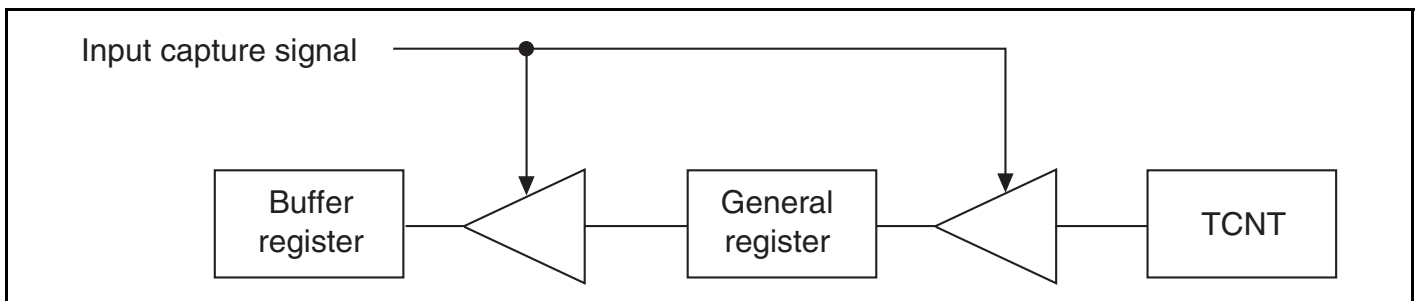 Input capture signal
Buffer
register
General
register
TCNT